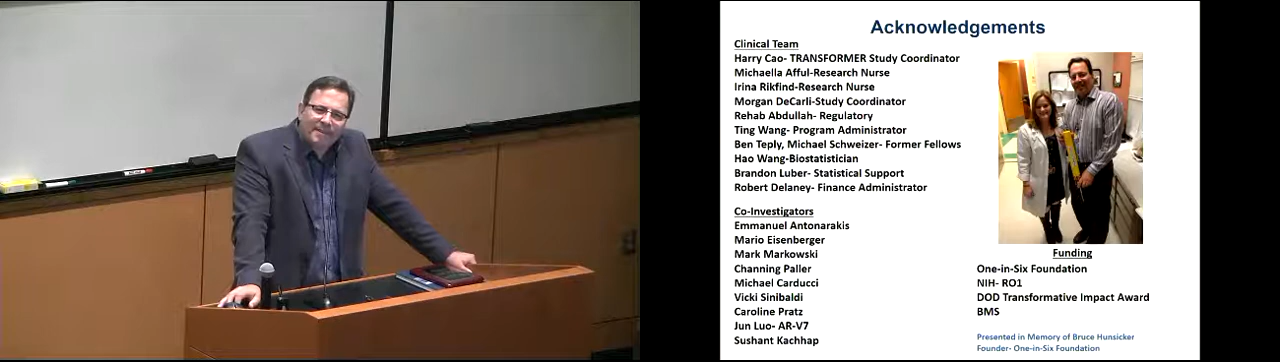 Acknowledgements
Clinical Team
Harry Cao- TRANSFORMER Study Coordinator
Michaella Afful-Research Nurse
Irina Rikfind-Research Nurse
Morgan DeCarli-Study Coordinator
Rehab Abdullah- Regulatory
Ting Wang- Program Administrator
Ben Teply, Michael Schweizer- Former Fellows
Hao Wang-Biostatistician
Brandon Luber- Statistical Support
Robert Delaney- Finance Administrator
Co-Investigators
Emmanuel Antonarakis
Mario Eisenberger
Mark Markowski
Channing Paller
Michael Carducci
Vicki Sinibaldi
Caroline Pratz
Jun Luo- AR-V7
Sushant Kachhap
Funding
One-in-Six Foundation
NIH- RO1
DOD Transformative Impact Award
BMS
Presented in Memory of Bruce Hunsicker
Founder- One-in-Six Foundation